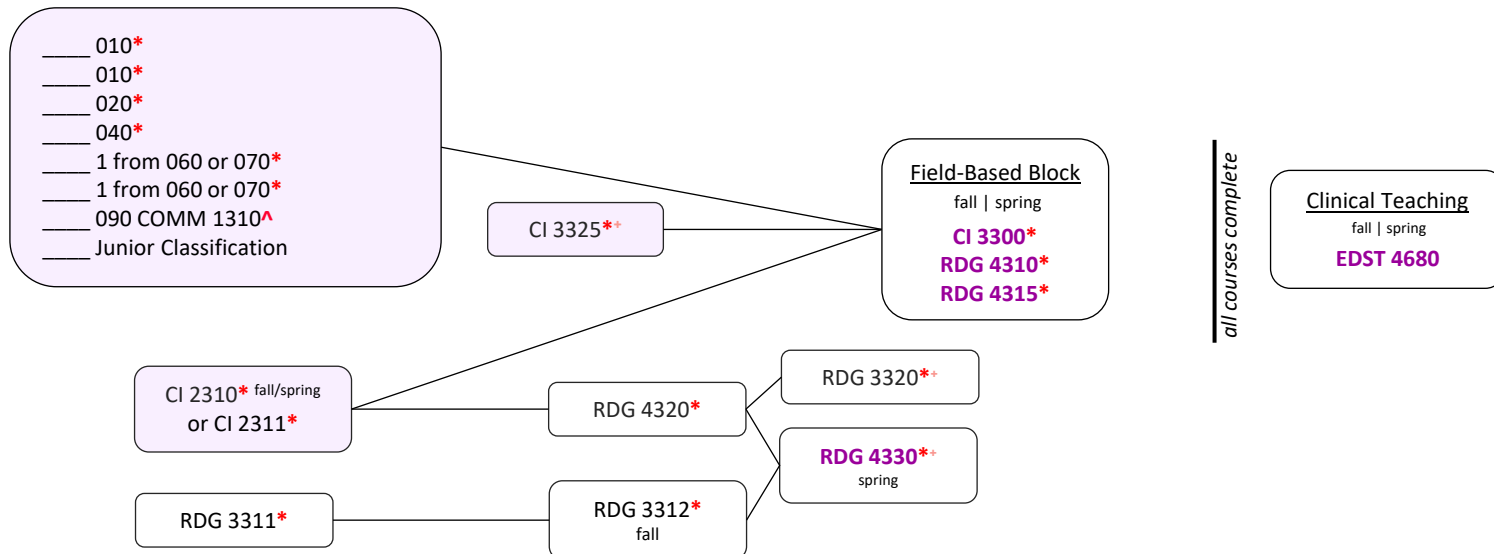 ____ 010*
____ 010*
____ 020*
____ 040*
____ 1 from 060 or 070*
____ 1 from 060 or 070*
____ 090 COMM 1310^
____ Junior Classification
CI 3325*+
Field-Based Block
fall | spring
CI 3300*
RDG 4310*
RDG 4315*
all courses complete
Clinical Teaching
fall | spring
EDST 4680
CI 2310* fall/spring
or CI 2311*
RDG 4320*
RDG 3320*+
RDG 4330*+
spring
RDG 3311*
RDG 3312*
fall